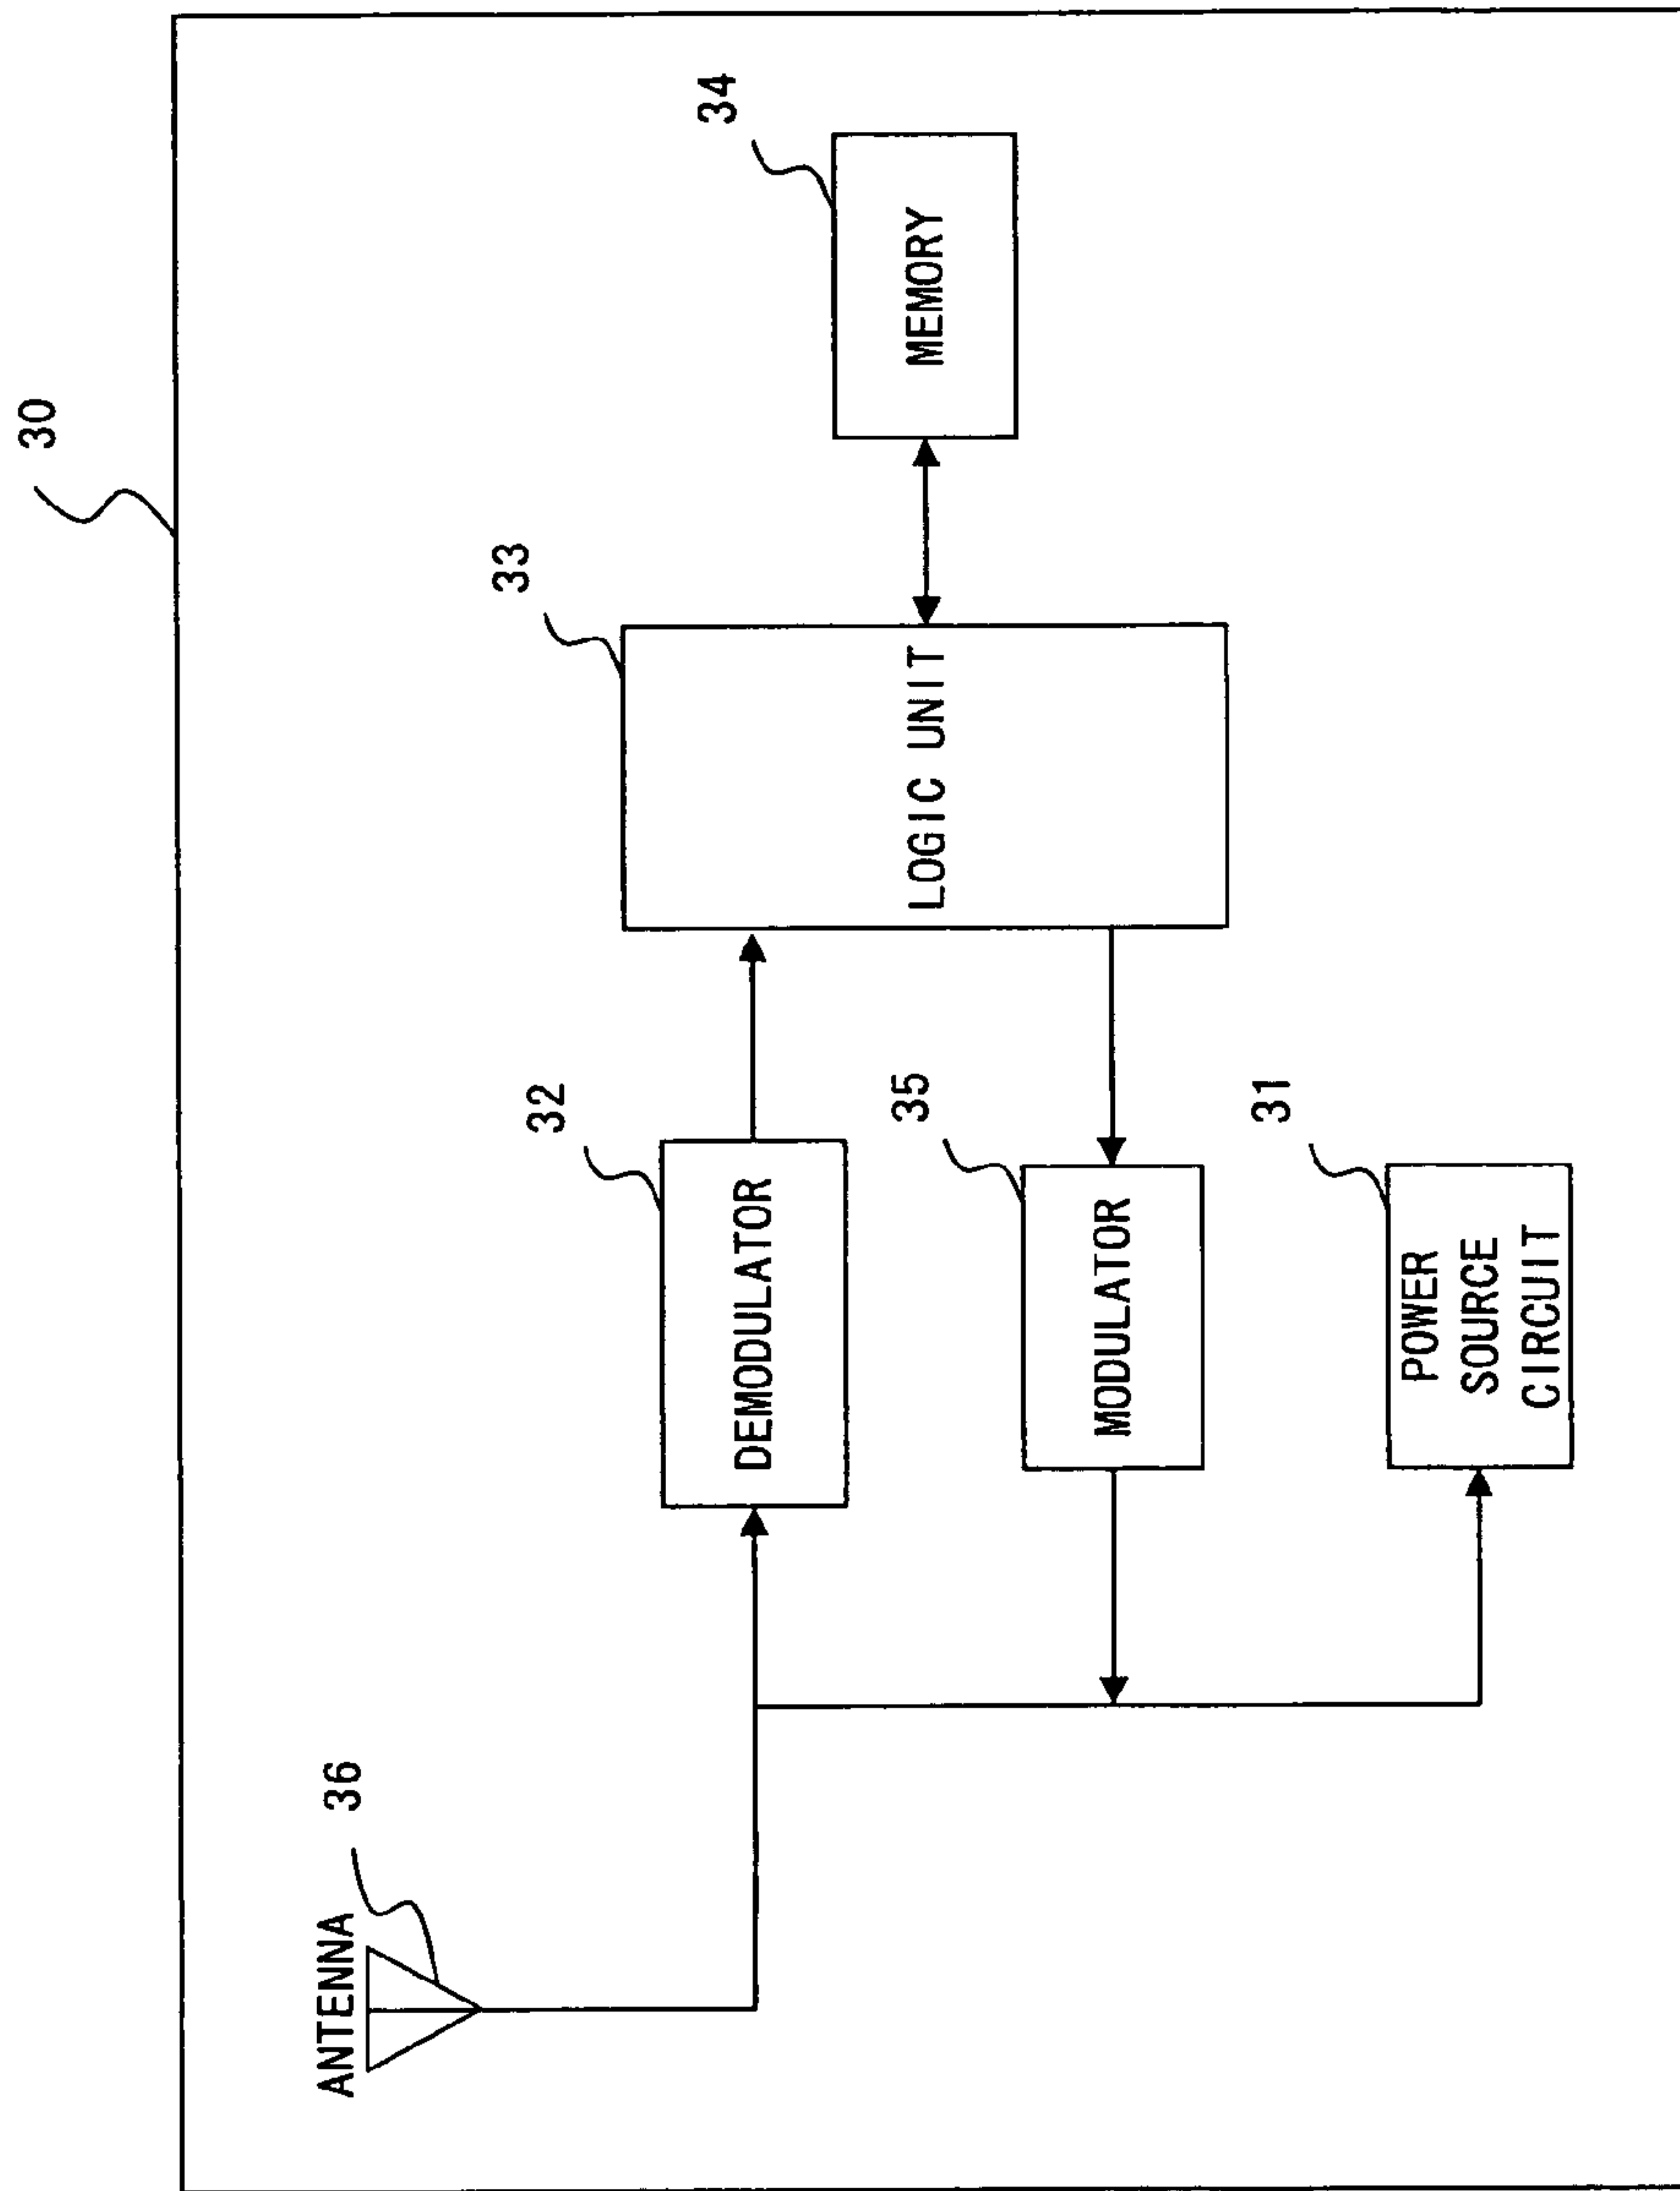 30
ANTENNA
36
32
DEMODULATOR
33
LOGIC UNIT
34
MEMORY
35
MODULATOR
31
POWER
SOURCE
CIRCUIT